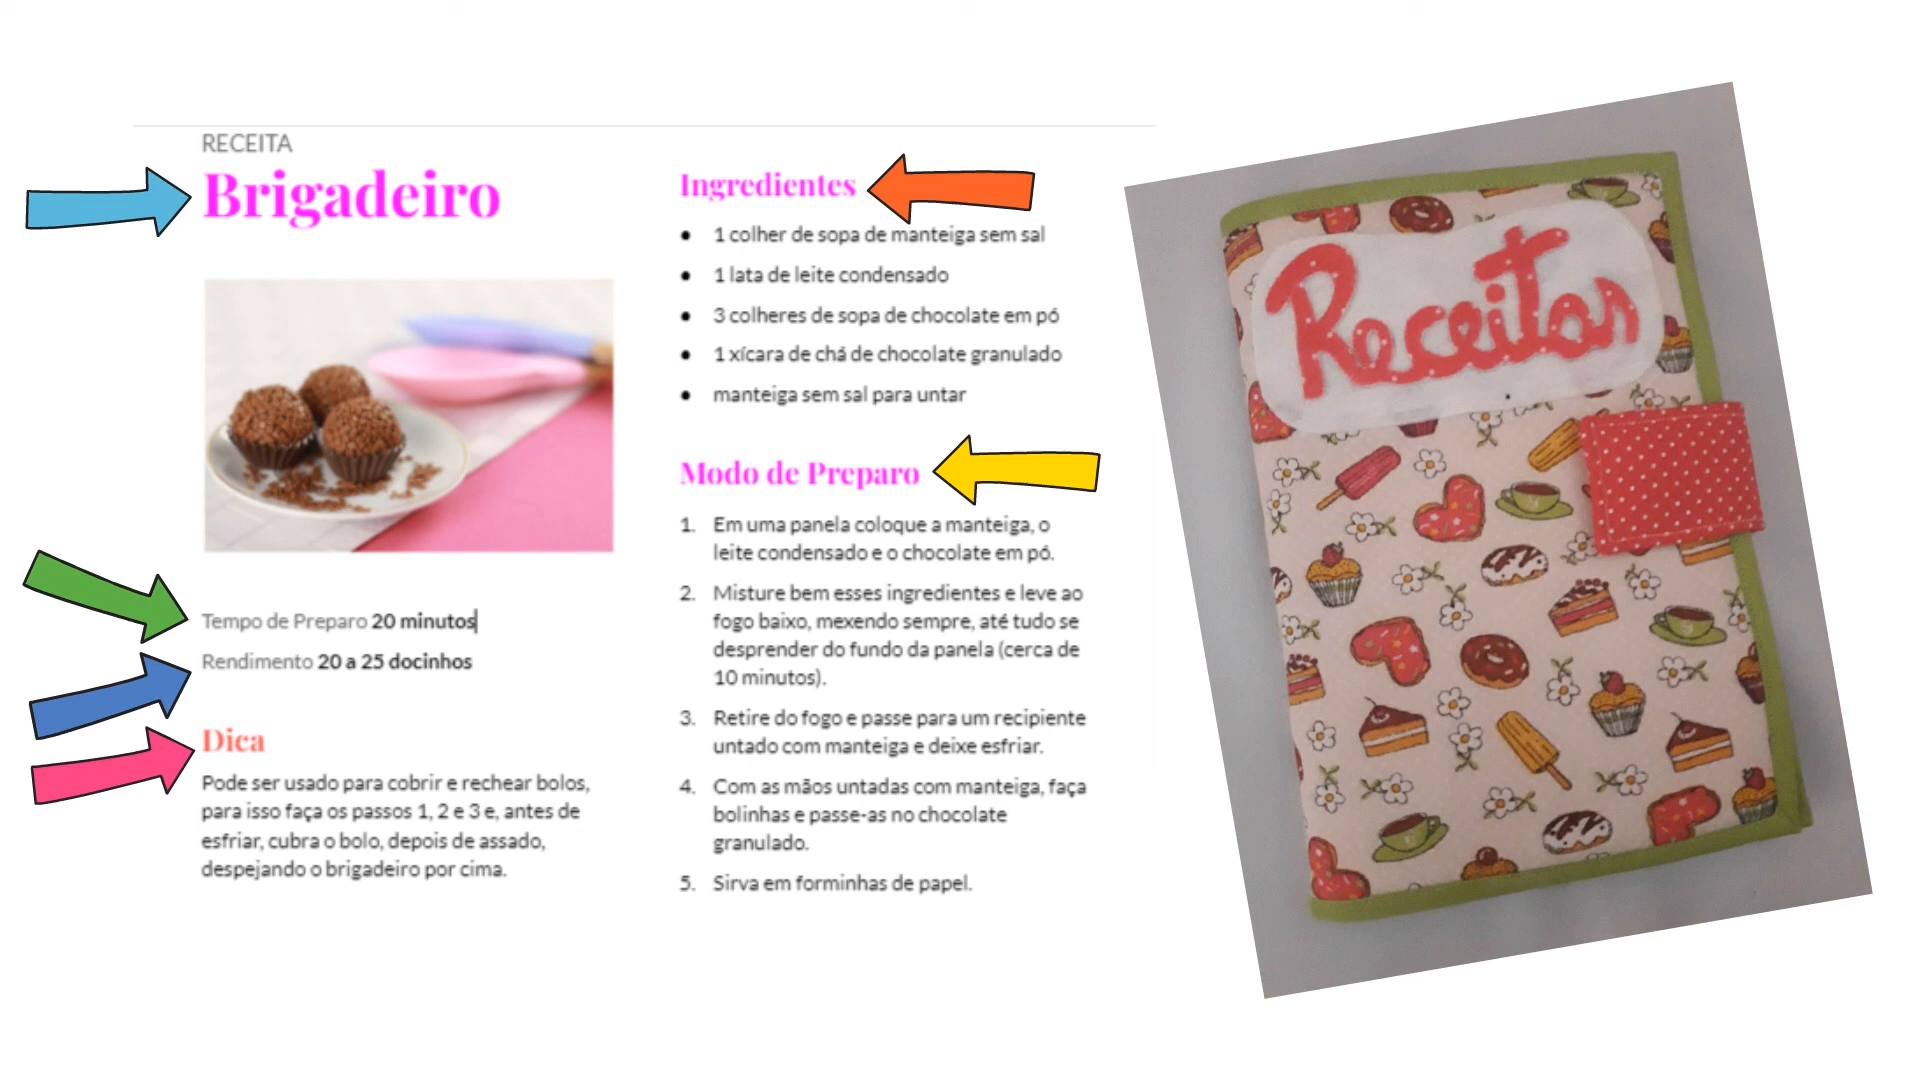 RECEITA
Brigadeiro
Tempo de Preparo 20 minutos
Rendimento 20 a 25 docinhos
Dica
Pode ser usado para cobrir e rechear bolos,
para isso faça os passos 1, 2 e 3 e, antes de
esfriar, cubra o bolo, depois de assado,
despejando o brigadeiro por cima.
Ingredientes
● 1 colher de sopa de manteiga sem sal
● 1 lata de leite condensado
● 3 colheres de sopa de chocolate em pó
● 1 xícara de chá de chocolate granulado
● manteiga sem sal para untar
Modo de Preparo
1. Em uma panela coloque a manteiga, o
leite condensado e o chocolate em pó.
2. Misture bem esses ingredientes e leve ao
fogo baixo, mexendo sempre, até tudo se
desprender do fundo da panela (cerca de
10 minutos).
3. Retire do fogo e passe para um recipiente
untado com manteiga e deixe esfriar.
4. Com as mãos untadas com manteiga, faça
bolinhas e passe-as no chocolate
granulado.
5. Sirva em forminhas de papel.
Receitas